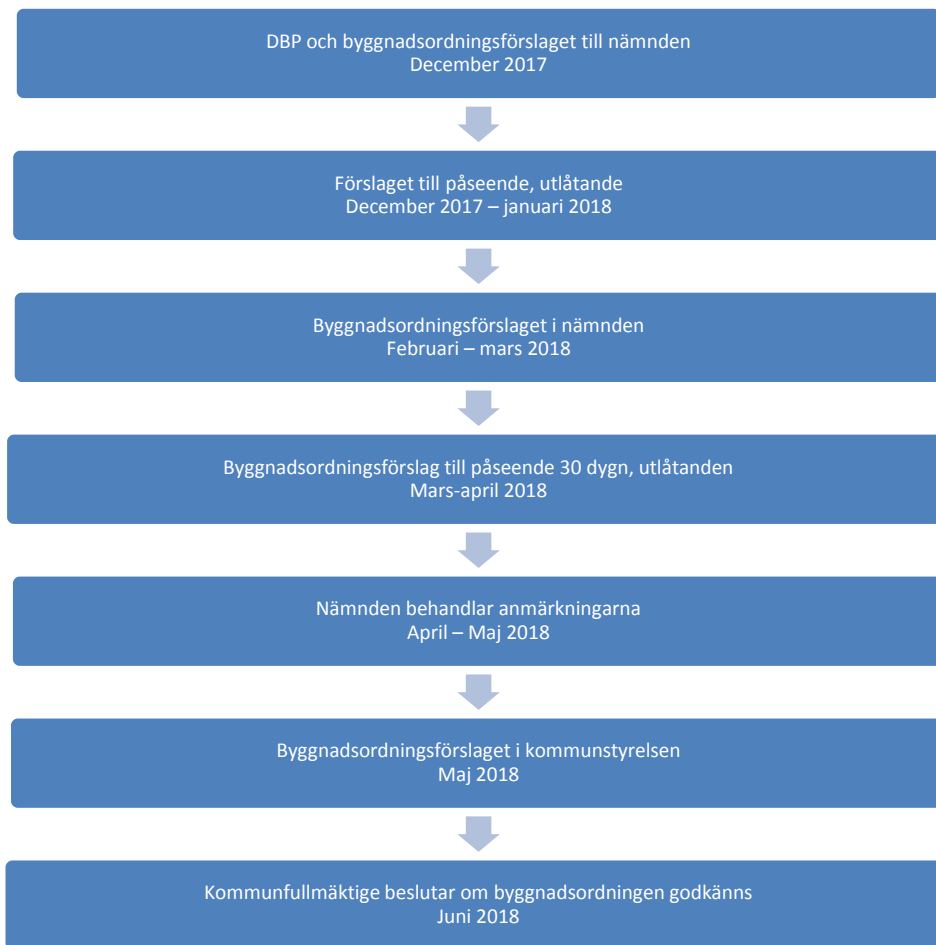 DBP och byggnadsordningsförslaget till nämnden
December 2017
Förslaget till påseende, utlåtande
December 2017 – januari 2018
Byggnadsordningsförslaget i nämnden
Februari – mars 2018
Byggnadsordningsförslag till påseende 30 dygn, utlåtanden
Mars-april 2018
Nämnden behandlar anmärkningarna
April – Maj 2018
Byggnadsordningsförslaget i kommunstyrelsen
Maj 2018
Kommunfullmäktige beslutar om byggnadsordningen godkänns
Juni 2018